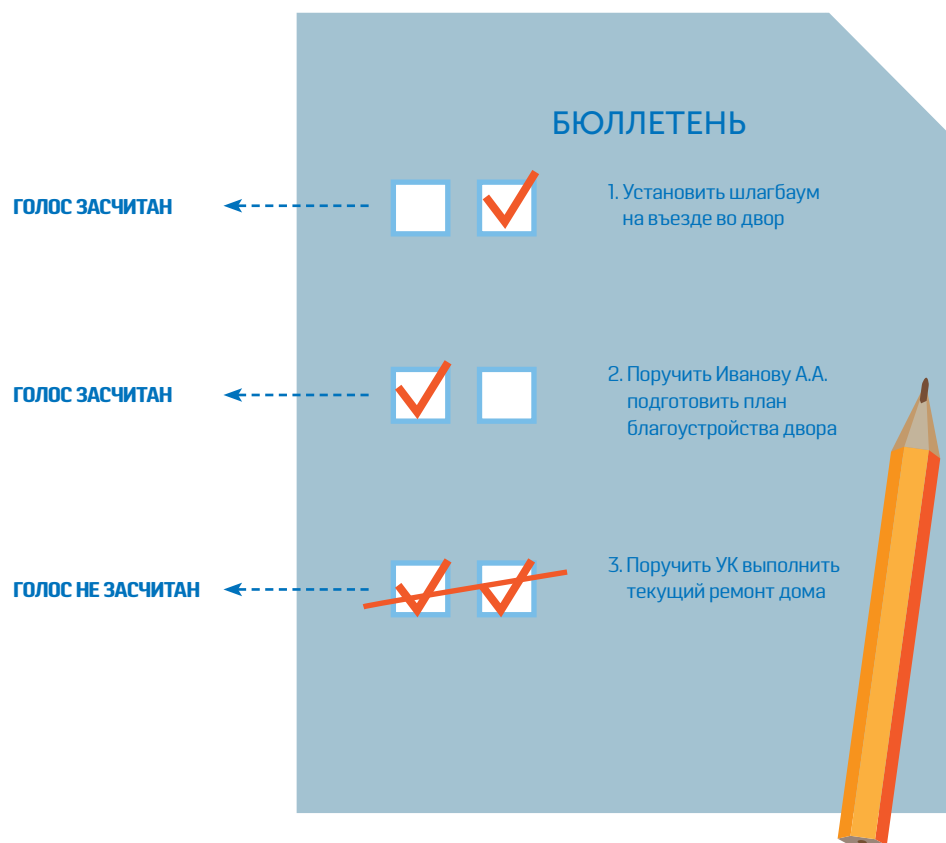 БЮЛЛЕТЕНЬ
ГОЛОС ЗАСЧИТАН
1. Установить шлагбаум
на въезде во двор
ГОЛОС ЗАСЧИТАН
2. Поручить Иванову А.А.
подготовить план
благоустройства двора
ГОЛОС НЕ ЗАСЧИТАН
3. Поручить УК выполнить
текущий ремонт дома